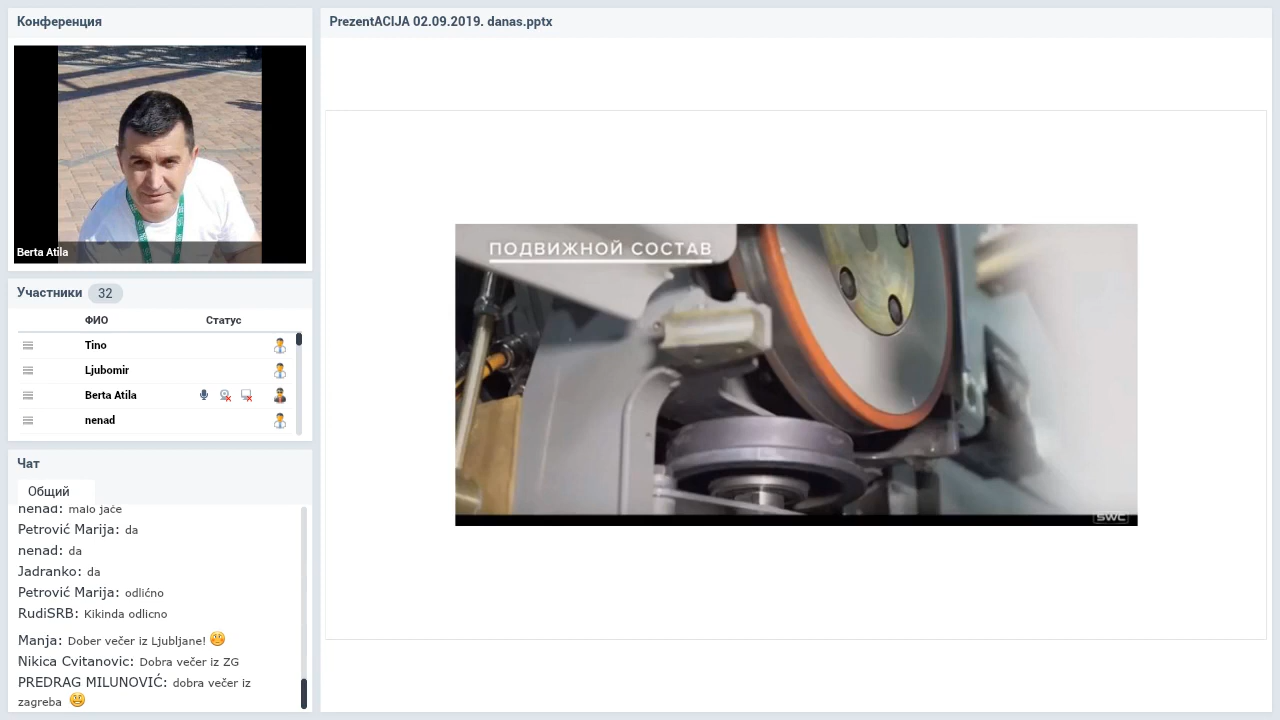 Конференция
Berta Atila
Участники 32
ФИО Статус
Tino
Ljubomir
Berta Atila
nenad
Чат
Общий
nenad: malo jače
Petrović Marija: da
nenad: da
Jadranko: da
Petrović Marija: odlićno
RudiSRB: Kikinda odlicno
Manja: Dober večer iz Ljubljane!
Nikica Cvitanovic: Dobra večer iz ZG
PREDRAG MILUNOVIĆ: dobra večer iz
zagreba
PrezentACIJA 02.09.2019. danas.pptx
ПОДВИЖНОЙ СОСТАВ
SWC